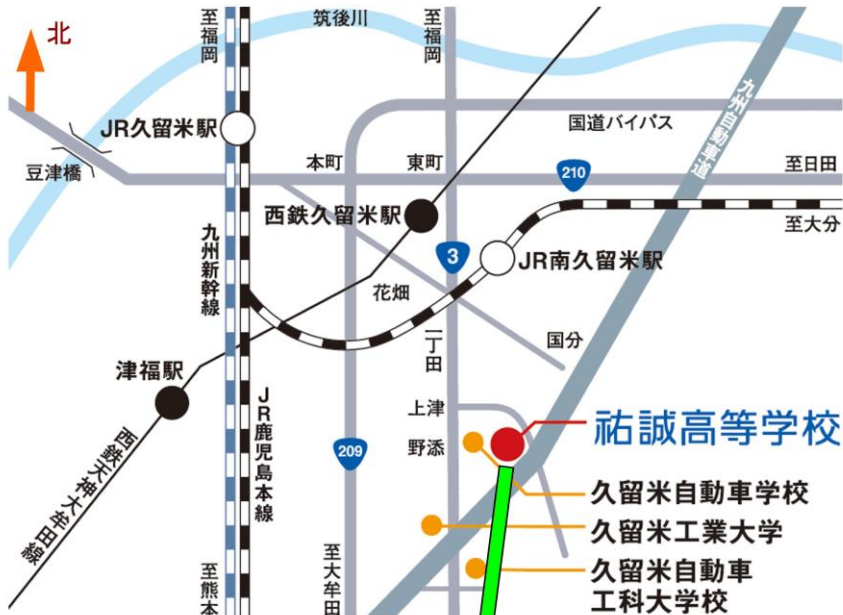 北
至福岡
筑後川
至福岡
JR久留米駅
国道バイパス
九州自動車道
豆津橋
本町
東町
210
至日田
西鉄久留米駅
至大分
九州新幹線
3
JR南久留米駅
花畑
二丁田
国分
津福駅
JR鹿児島本線
上津
祐誠高等学校
野添
209
西鉄天神大牟田線
久留米自動車学校
久留米工業大学
至熊本
至大牟田
久留米自動車
工科大学校